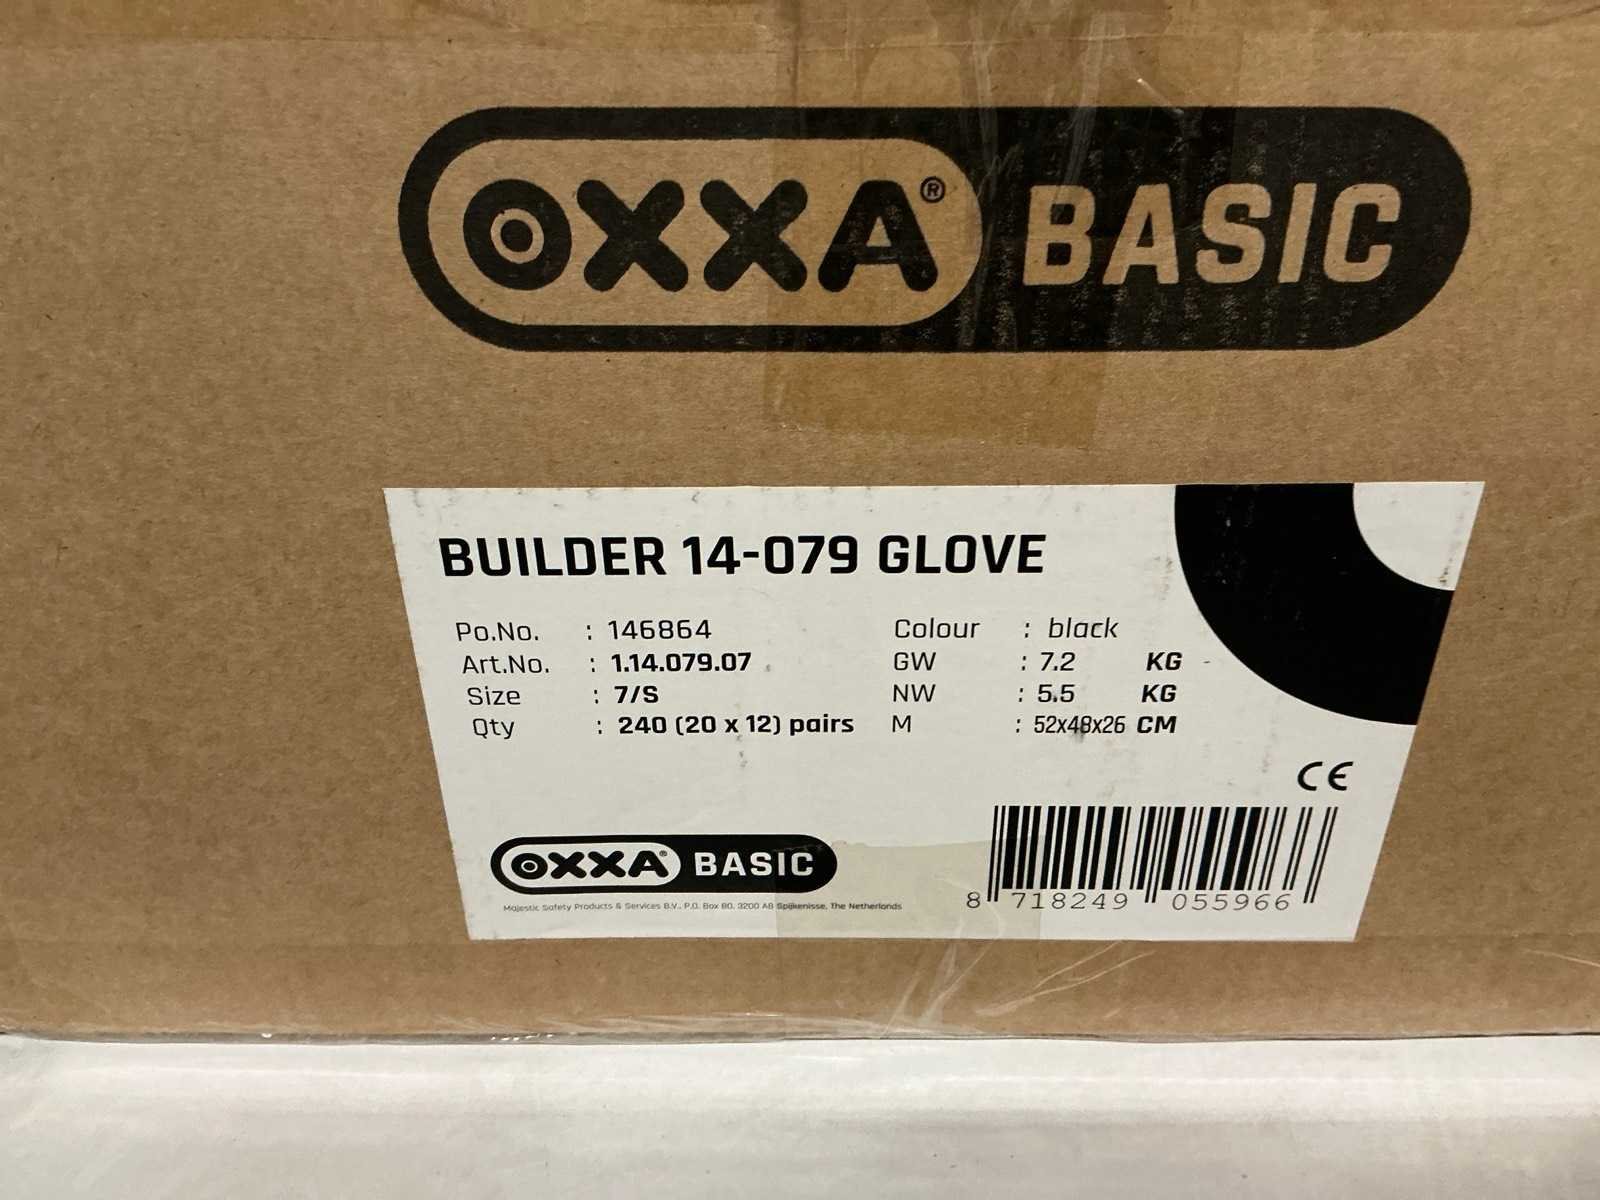 OXXA® BASIC
BUILDER 14-079 GLOVE
Po.No. : 146864 Colour : black
Art.No. : 1.14.079.07 GW : 7.2 KG
Size : 7/S NW : 5.5 KG
Qty : 240 (20 x 12) pairs M : 52x48x26 CM
CE
OXXA® BASIC
Majestic Safety Products & Services B.V., P.O. Box 80, 3200 AB Spijkenisse, The Netherlands
8 718249 055966